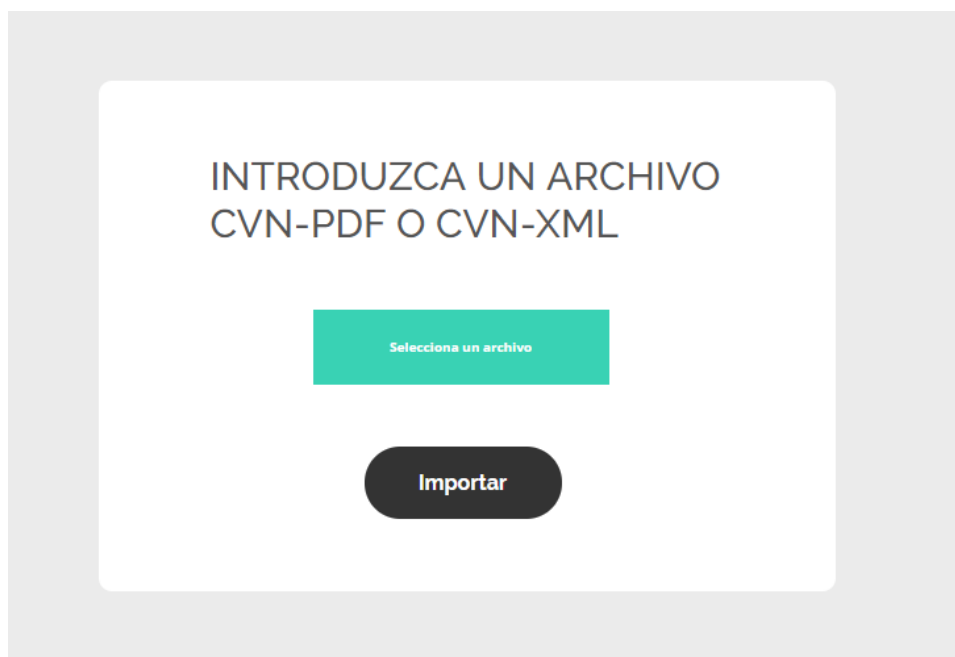 INTRODUZCA UN ARCHIVO
CVN-PDF O CVN-XML
Selecciona un archivo
Importar